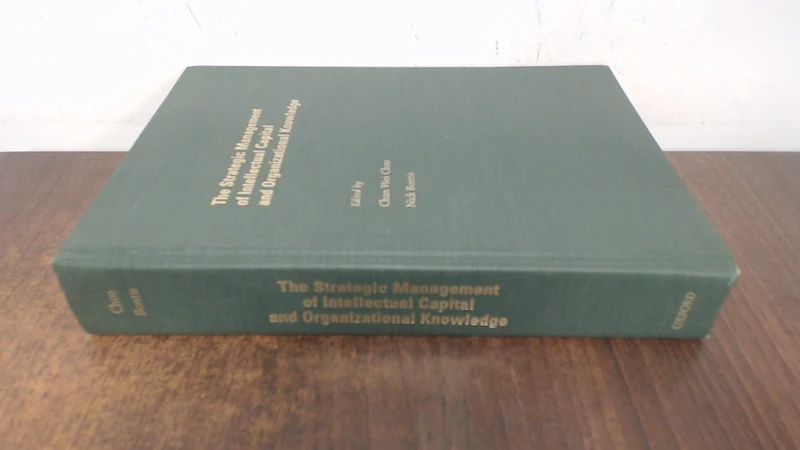 The Strategic Management
of Intellectual Capital
and Organizational Knowledge
Edited by
Chun Wei Choo
Nick Bontis
Choo
Bontis
The Strategic Management
of Intellectual Capital
and Organizational Knowledge
OXFORD